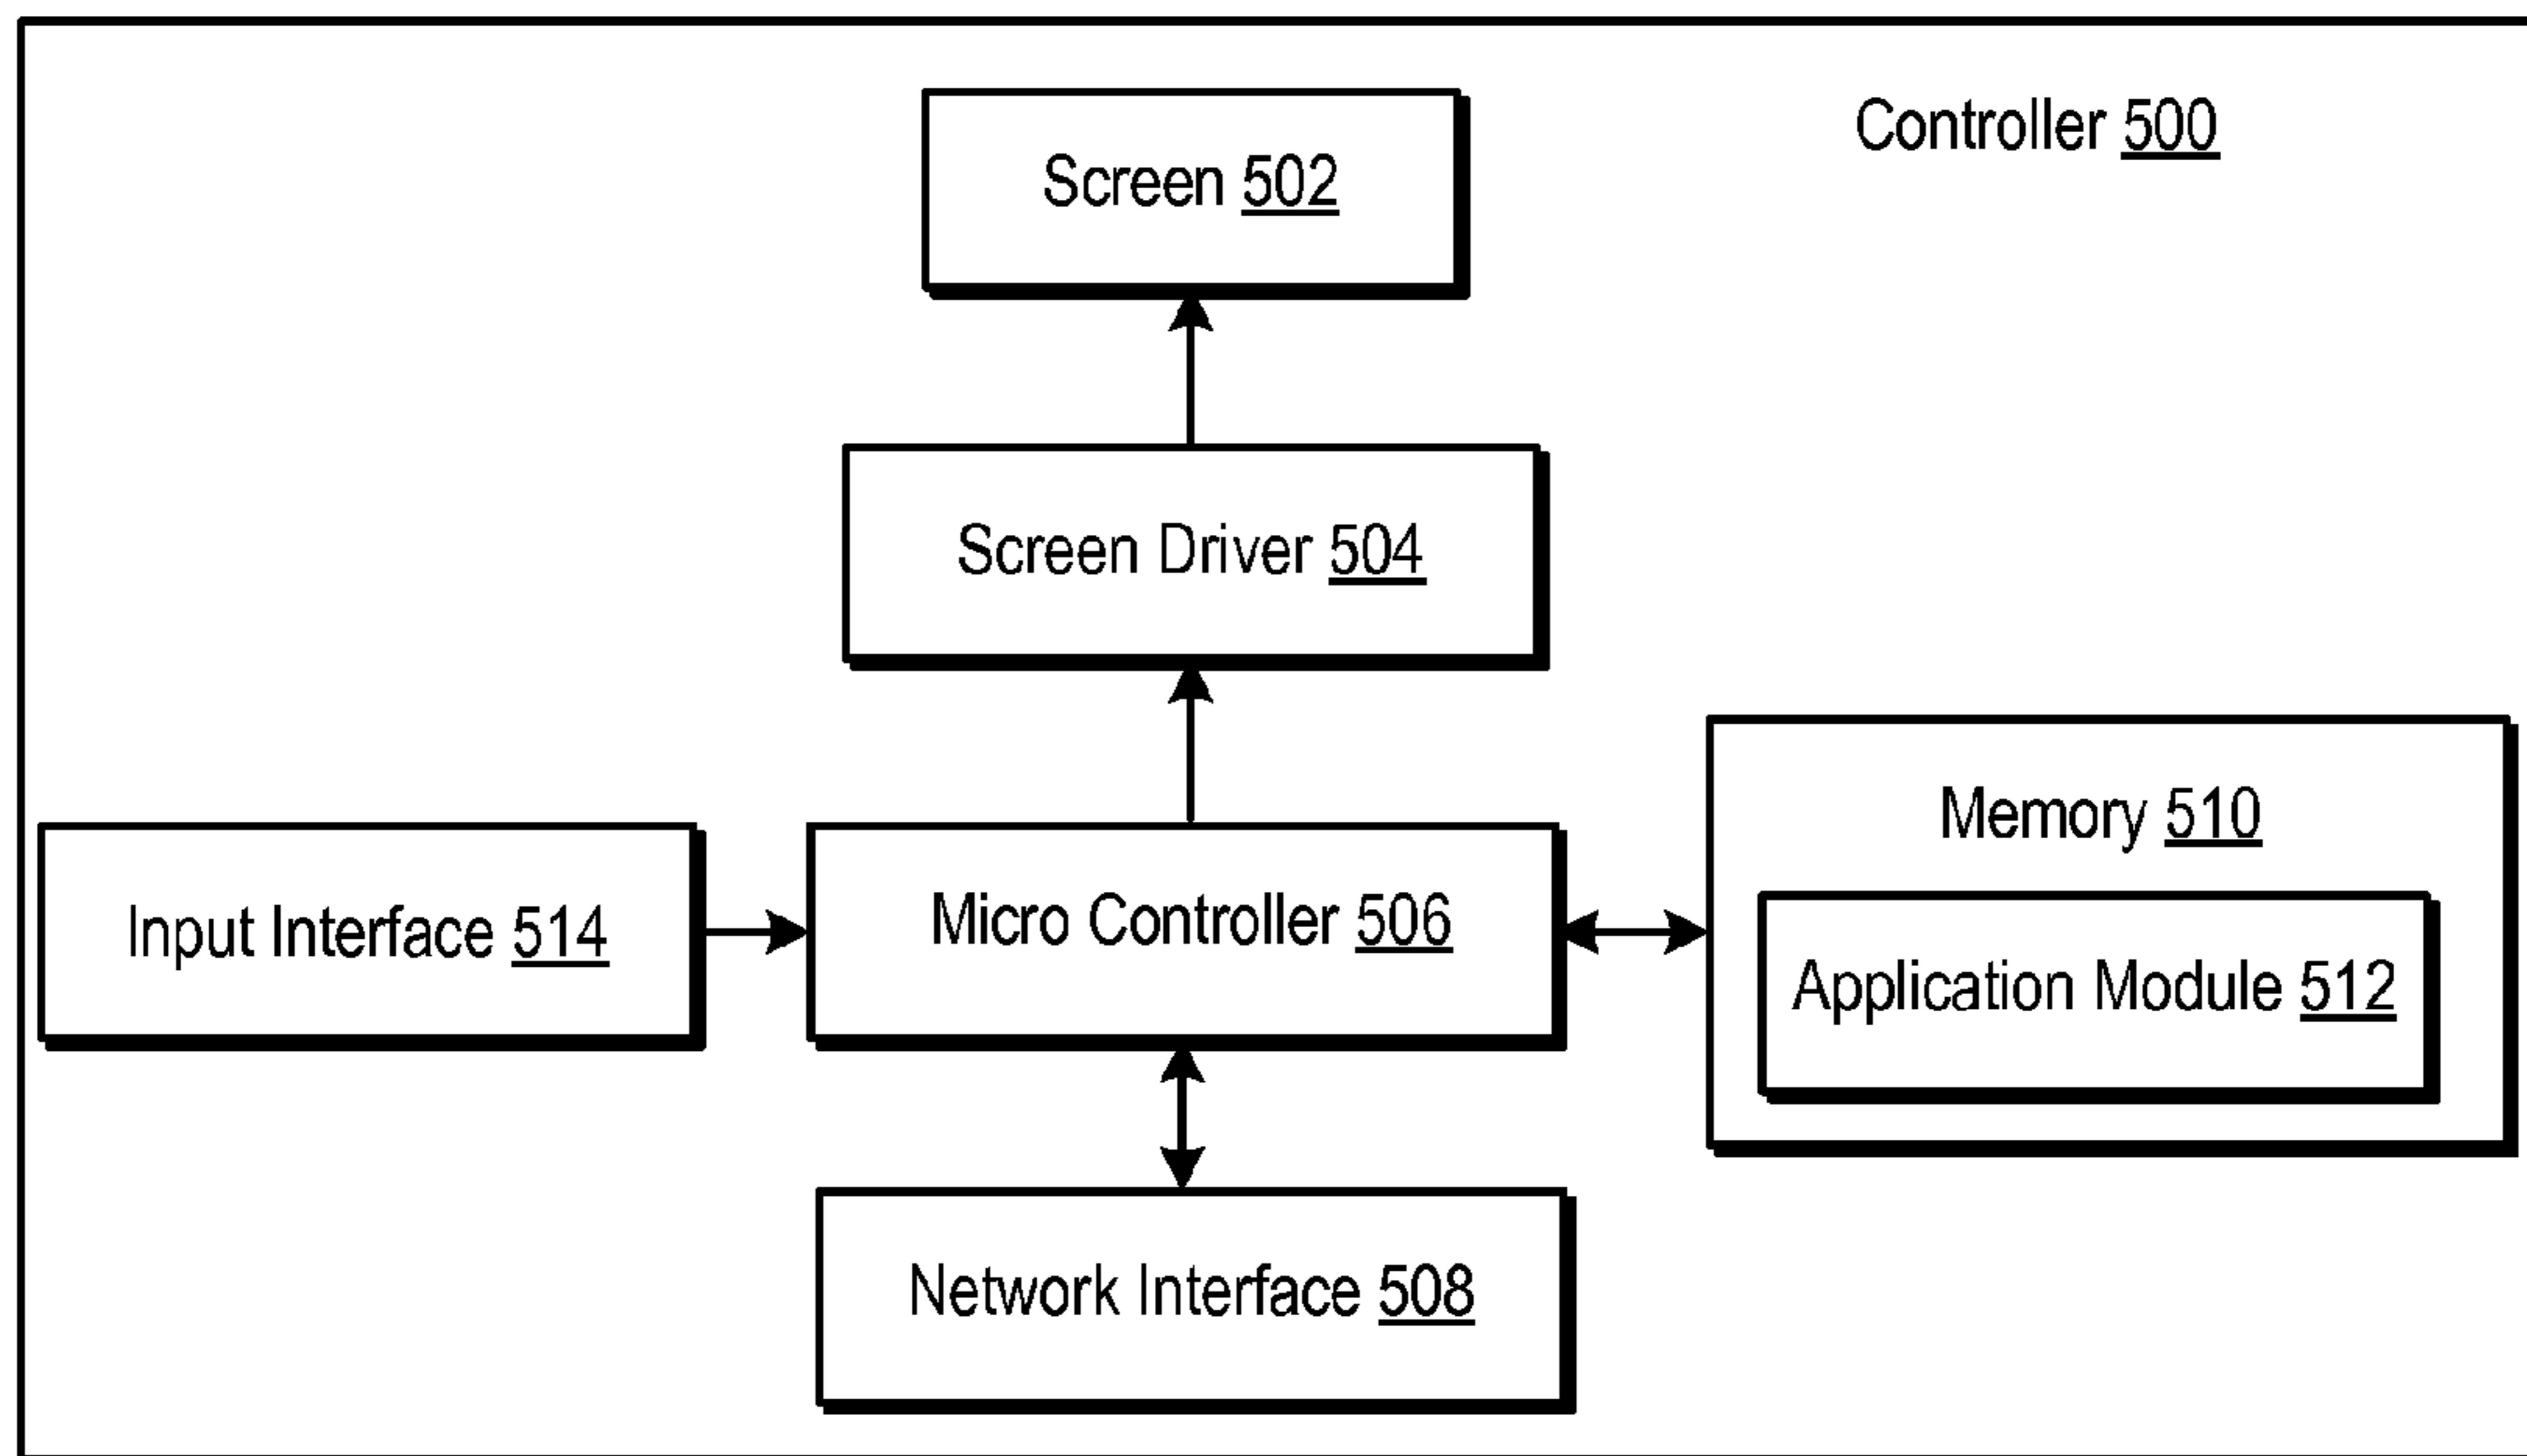 Controller 500
Screen 502
Screen Driver 504
Input Interface 514
Micro Controller 506
Memory 510
Application Module 512
Network Interface 508